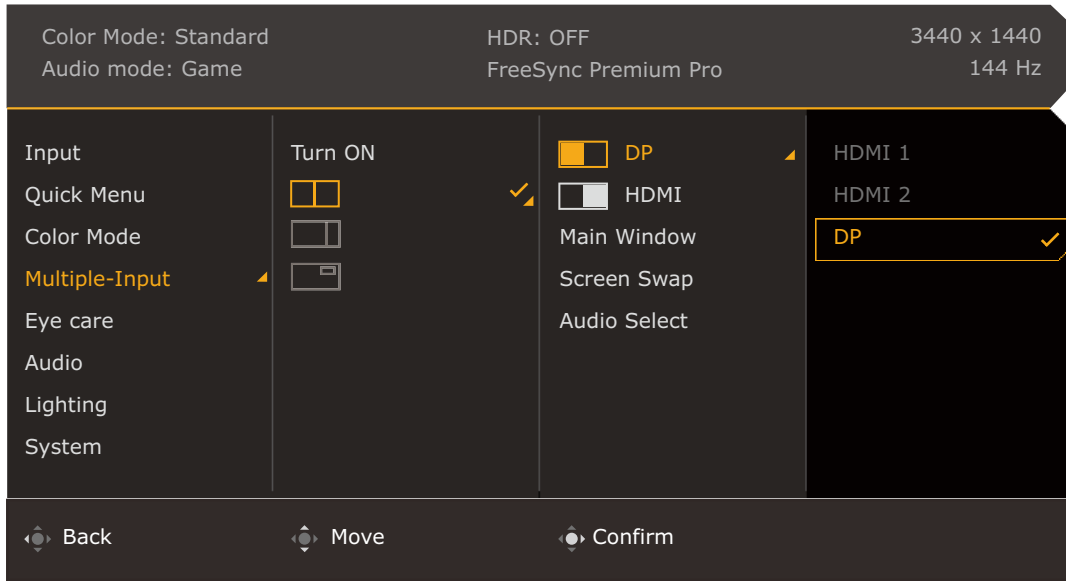 Color Mode: Standard
HDR: OFF
3440 x 1440
Audio mode: Game
FreeSync Premium Pro
144 Hz
Input
Quick Menu
Color Mode
Multiple-Input
Eye care
Audio
Lighting
System
Turn ON
DP
HDMI
Main Window
Screen Swap
Audio Select
HDMI 1
HDMI 2
DP
Back
Move
Confirm